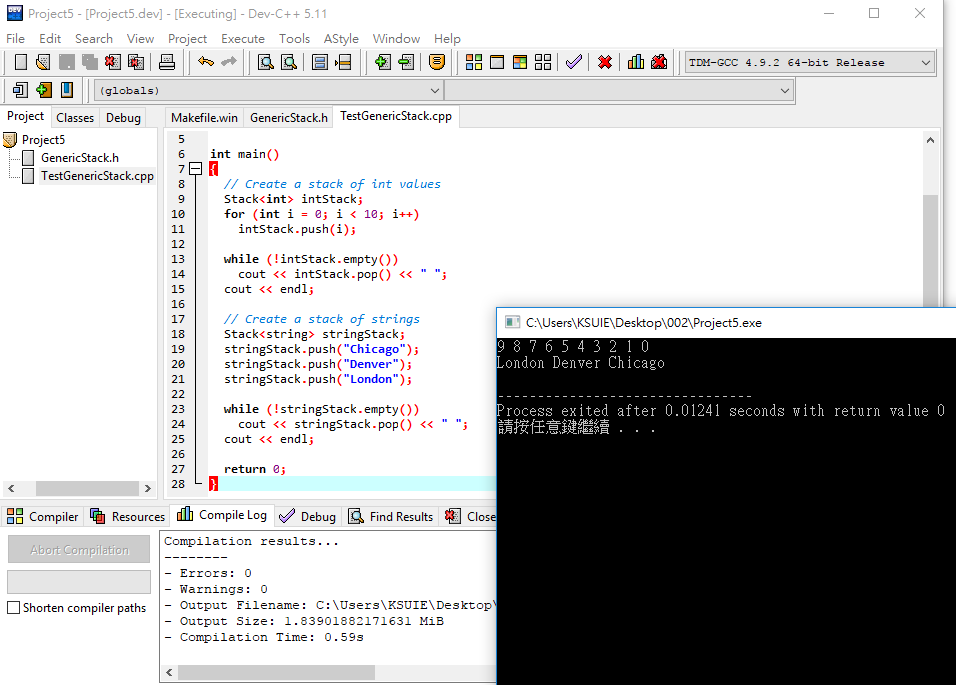 Project5 - [Project5.dev] - [Executing] - Dev-C++ 5.11
File Edit Search View Project Execute Tools AStyle Window Help
TDM-GCC 4.9.2 64-bit Release
(globals)
Project Classes Debug
Project5
GenericStack.h
TestGenericStack.cpp
Makefile.win GenericStack.h TestGenericStack.cpp
5
6 int main()
7 {
8 // Create a stack of int values
9 Stack<int> intStack;
10 for (int i = 0; i < 10; i++)
11 intStack.push(i);
12
13 while (!intStack.empty())
14 cout << intStack.pop() << " ";
15 cout << endl;
16
17 // Create a stack of strings
18 Stack<string> stringStack;
19 stringStack.push("Chicago");
20 stringStack.push("Denver");
21 stringStack.push("London");
22
23 while (!stringStack.empty())
24 cout << stringStack.pop() << " ";
25 cout << endl;
26
27 return 0;
28 }
C:\Users\KSUIE\Desktop\002\Project5.exe
9 8 7 6 5 4 3 2 1 0
London Denver Chicago
--------------------------------
Process exited after 0.01241 seconds with return value 0
請按任意鍵繼續 . . .
Compiler Resources Compile Log Debug Find Results Close
Abort Compilation
Shorten compiler paths
Compilation results...
--------
- Errors: 0
- Warnings: 0
- Output Filename: C:\Users\KSUIE\Desktop\
- Output Size: 1.83901882171631 MiB
- Compilation Time: 0.59s